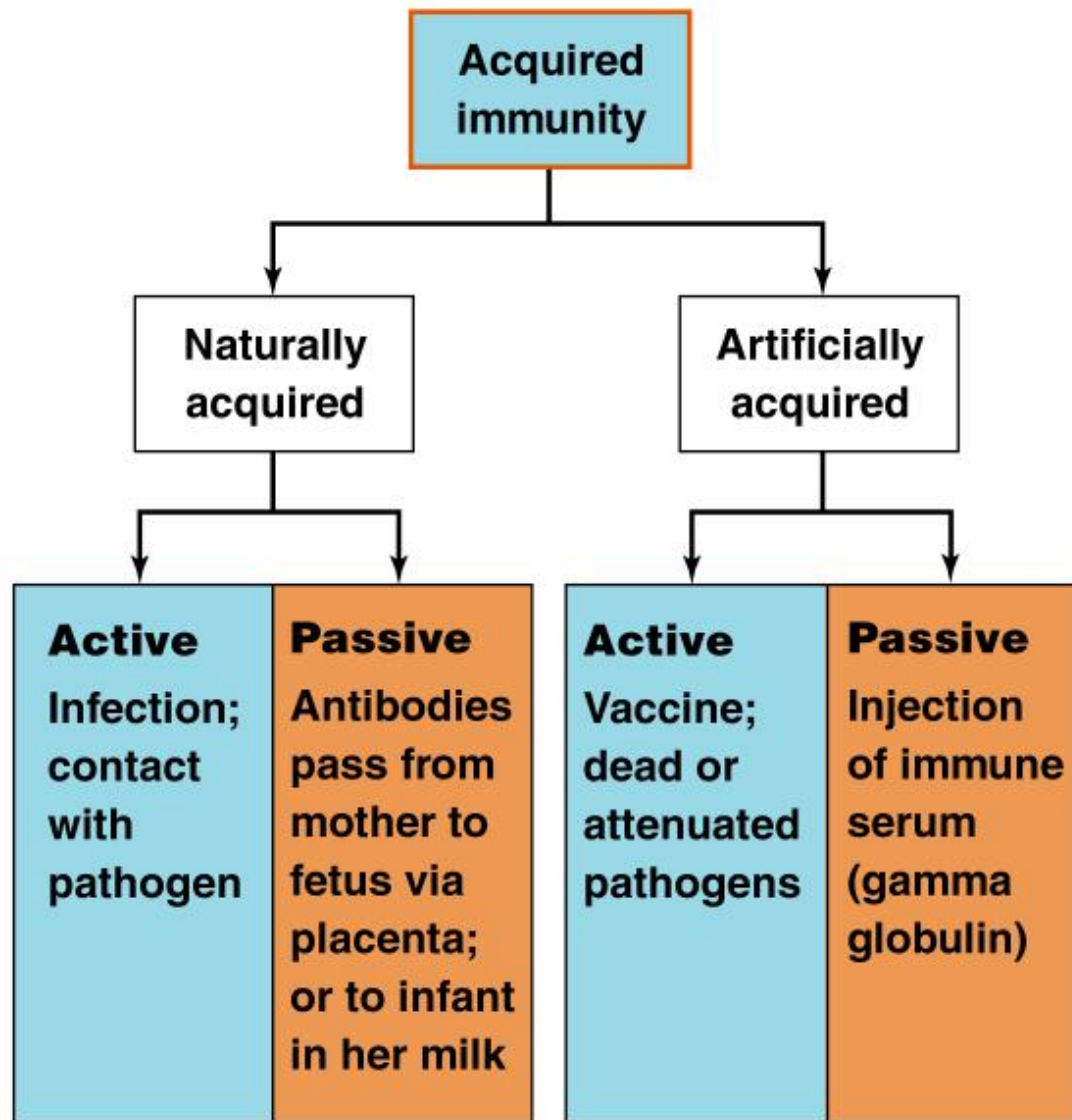 Acquired
immunity
Naturally
acquired
Artificially
acquired
Active
Infection;
contact
with
pathogen
Passive
Antibodies
pass from
mother to
fetus via
placenta;
or to infant
in her milk
Active
Vaccine;
dead or
attenuated
pathogens
Passive
Injection
of immune
serum
(gamma
globulin)